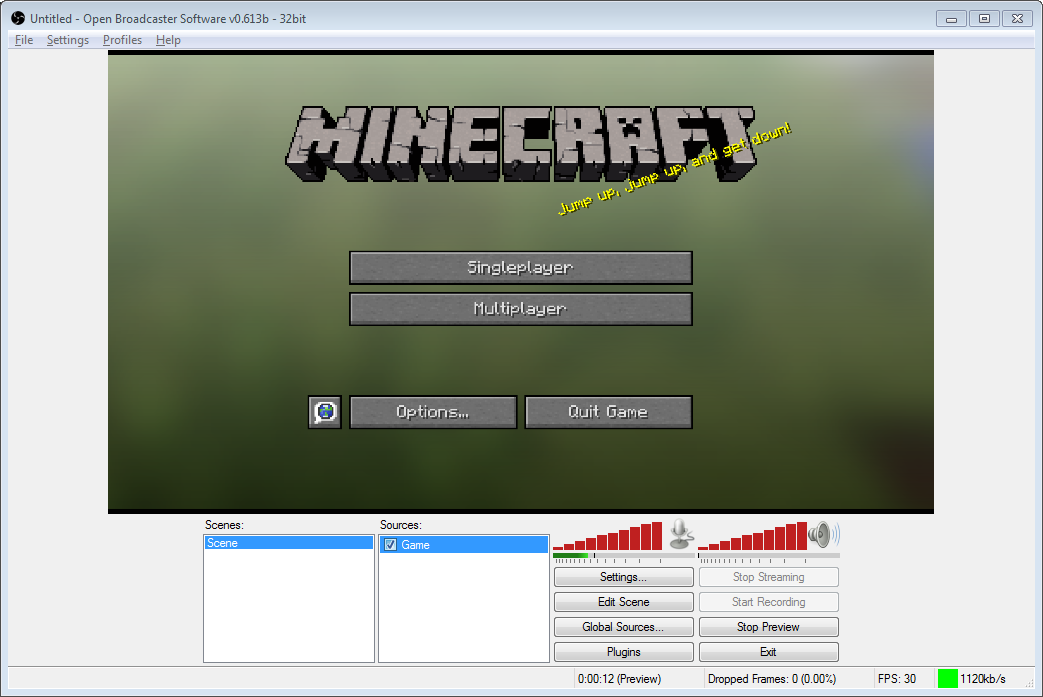 Untitled - Open Broadcaster Software v0.613b - 32bit
File Settings Profiles Help
MINECRAFT
Jump up, jump up, and get down!
Singleplayer
Multiplayer
Options...
Quit Game
Scenes:
Scene
Sources:
Game
Settings...
Stop Streaming
Edit Scene
Start Recording
Global Sources...
Stop Preview
Plugins
Exit
0:00:12 (Preview)
Dropped Frames: 0 (0.00%)
FPS: 30
1120kb/s